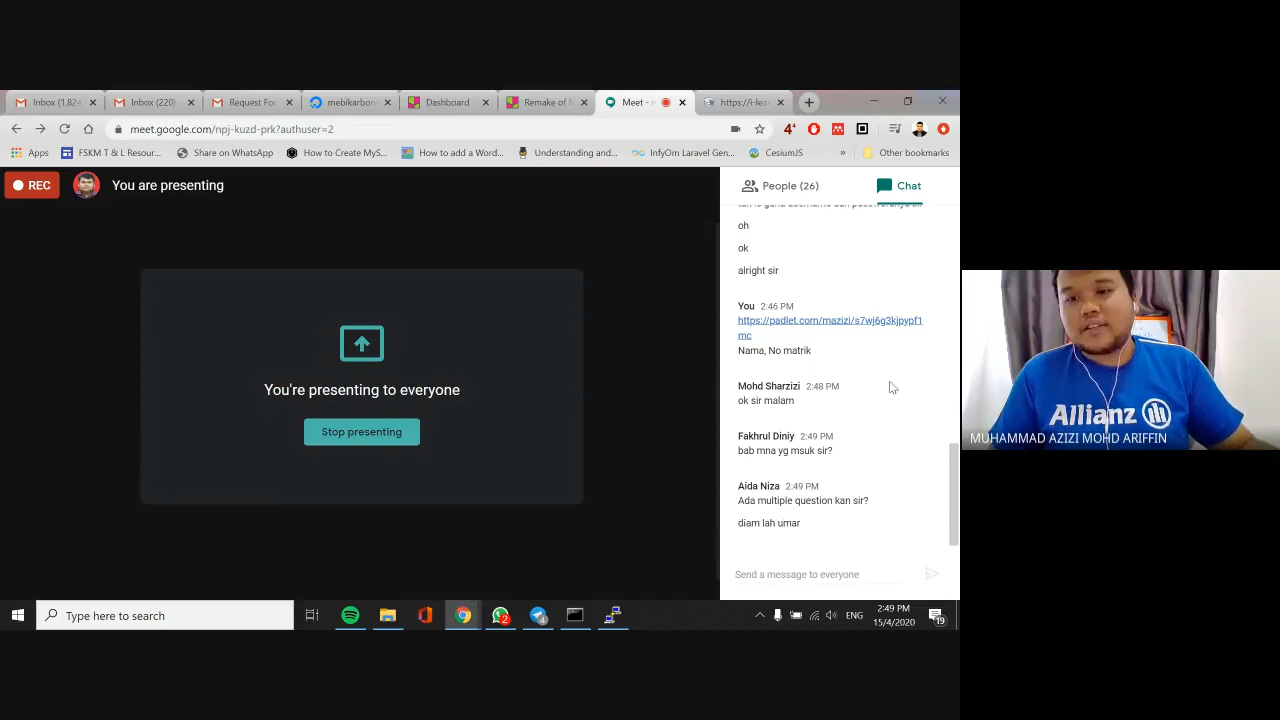 Inbox (1,824
Inbox (220)
Request For
mebikarbon
Dashboard
Remake of
Meet - n
https://i-lear
meet.google.com/npj-kuzd-prk?authuser=2
Apps
FSKM T & L Resour...
Share on WhatsApp
How to Create MyS...
How to add a Word...
Understanding and...
InfyOm Laravel Gen...
CesiumJS
»
Other bookmarks
REC
You are presenting
People (26)
Chat
oh
ok
alright sir
You 2:46 PM
https://padlet.com/mazizi/s7wj6g3kjpypf1
mc
Nama, No matrik
Mohd Sharzizi 2:48 PM
ok sir malam
Fakhrul Diniy 2:49 PM
bab mna yg msuk sir?
Aida Niza 2:49 PM
Ada multiple question kan sir?
diam lah umar
Send a message to everyone
You're presenting to everyone
Stop presenting
Allianz
MUHAMMAD AZIZI MOHD ARIFFIN
Type here to search
2
4
ENG
2:49 PM
15/4/2020
19